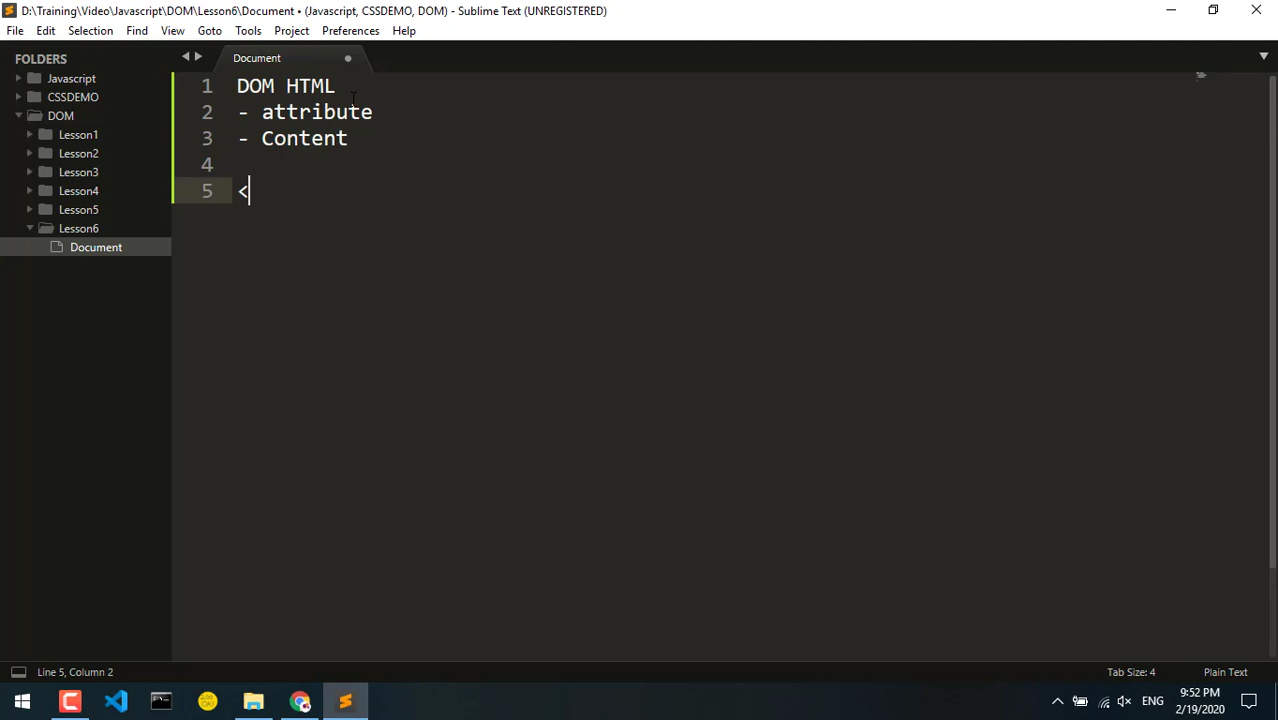 D:\Training\Video\Javascript\DOM\Lesson6\Document • (Javascript, CSSDEMO, DOM) - Sublime Text (UNREGISTERED)
File Edit Selection Find View Goto Tools Project Preferences Help
FOLDERS
Javascript
CSSDEMO
DOM
Lesson1
Lesson2
Lesson3
Lesson4
Lesson5
Lesson6
Document
Document
1 DOM HTML
2 - attribute
3 - Content
4
5 <
Line 5, Column 2
Tab Size: 4
Plain Text
ENG
9:52 PM
2/19/2020